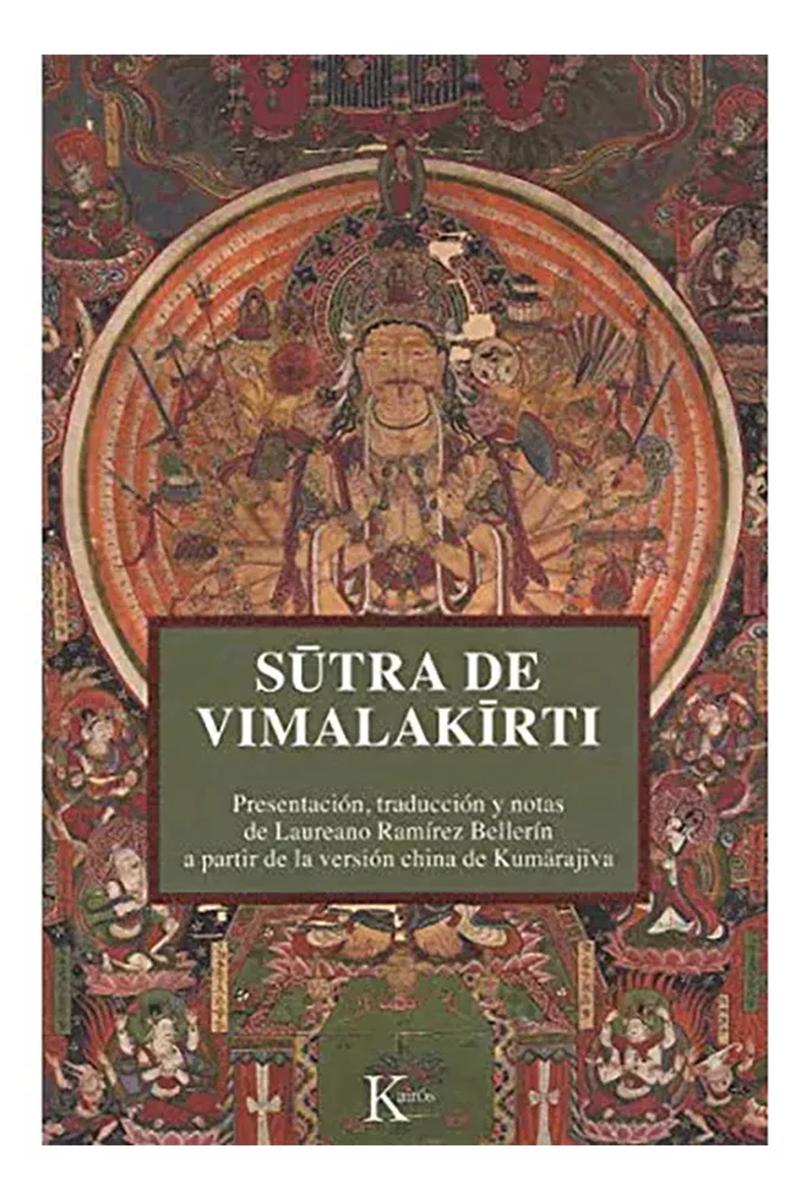 SŪTRA DE
VIMALAKĪRTI
Presentación, traducción y notas
de Laureano Ramírez Bellerín
a partir de la versión china de Kumārajīva
Kairós